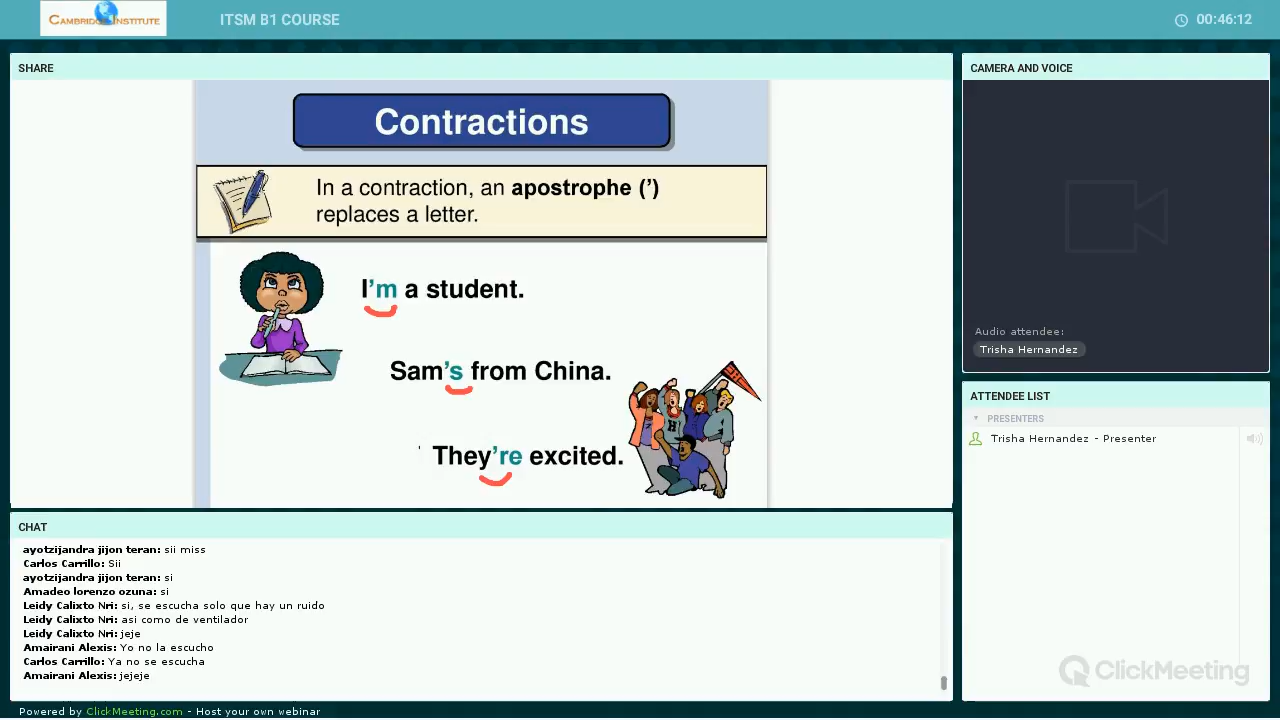 CAMBRIDGE INSTITUTE
ITSM B1 COURSE
00:46:12
SHARE
Contractions
In a contraction, an apostrophe (’)
replaces a letter.
I’m a student.
Sam’s from China.
They’re excited.
CAMERA AND VOICE
Audio attendee:
Trisha Hernandez
ATTENDEE LIST
PRESENTERS
Trisha Hernandez - Presenter
ClickMeeting
CHAT
ayotzijandra jijon teran: sii miss
Carlos Carrillo: Sii
ayotzijandra jijon teran: si
Amadeo lorenzo ozuna: si
Leidy Calixto Nri: si, se escucha solo que hay un ruido
Leidy Calixto Nri: asi como de ventilador
Leidy Calixto Nri: jeje
Amairani Alexis: Yo no la escucho
Carlos Carrillo: Ya no se escucha
Amairani Alexis: jejeje
Powered by ClickMeeting.com - Host your own webinar